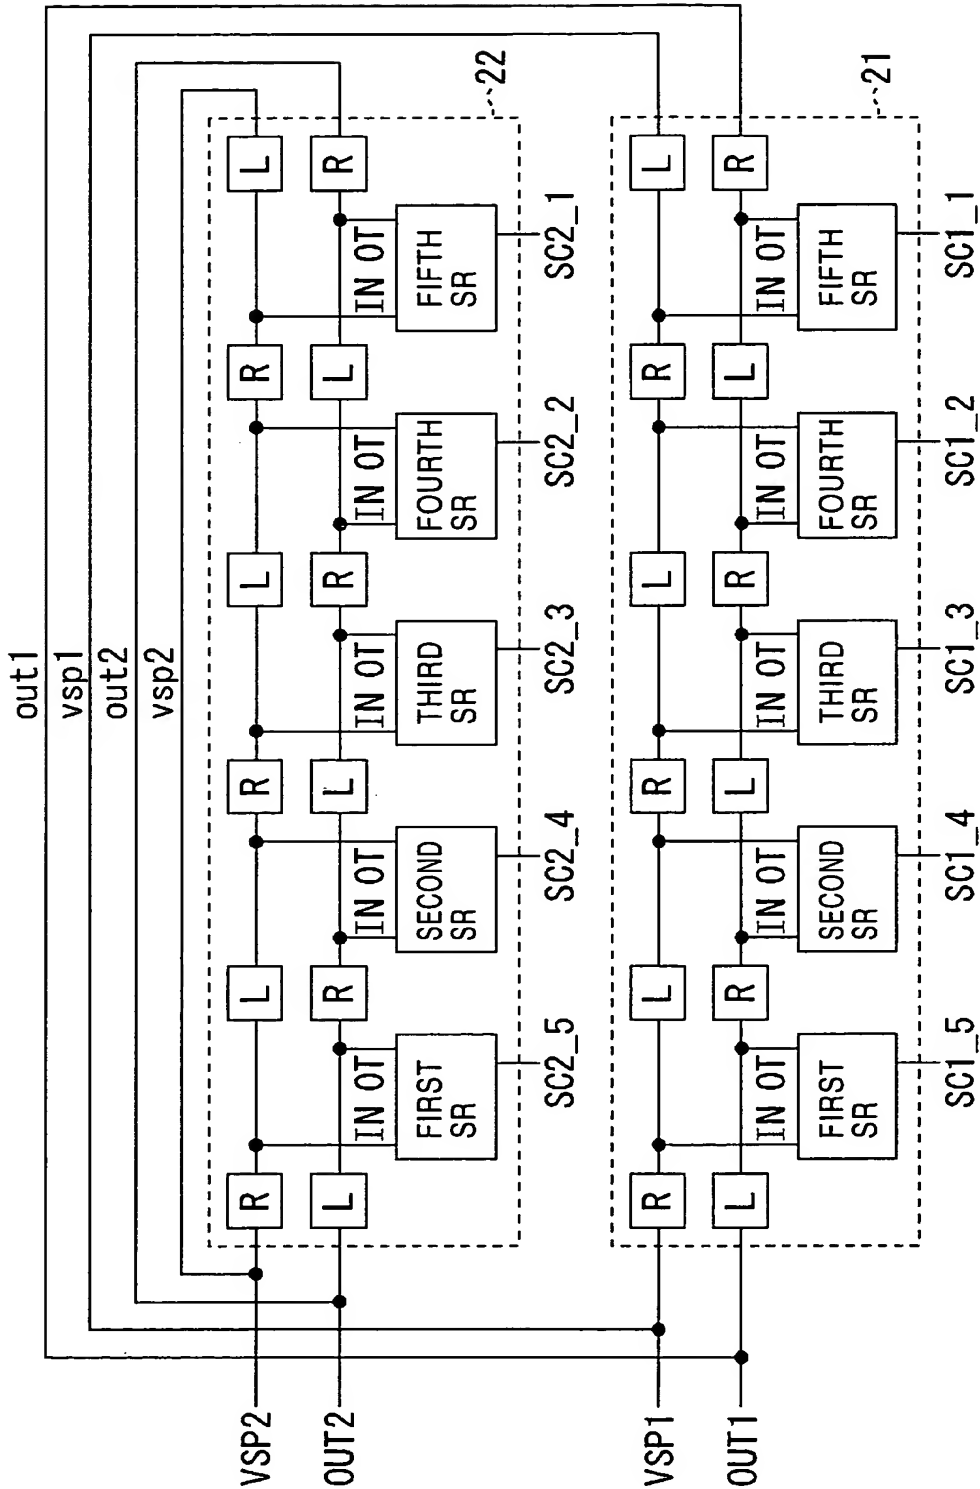 out1
vsp1
out2
vsp2
VSP2
OUT2
VSP1
OUT1
22
R
L
R
L
R
L
L
R
L
R
L
R
IN OT
IN OT
IN OT
IN OT
IN OT
FIRST
SR
SECOND
SR
THIRD
SR
FOURTH
SR
FIFTH
SR
SC2_5
SC2_4
SC2_3
SC2_2
SC2_1
21
R
L
R
L
R
L
L
R
L
R
L
R
IN OT
IN OT
IN OT
IN OT
IN OT
FIRST
SR
SECOND
SR
THIRD
SR
FOURTH
SR
FIFTH
SR
SC1_5
SC1_4
SC1_3
SC1_2
SC1_1